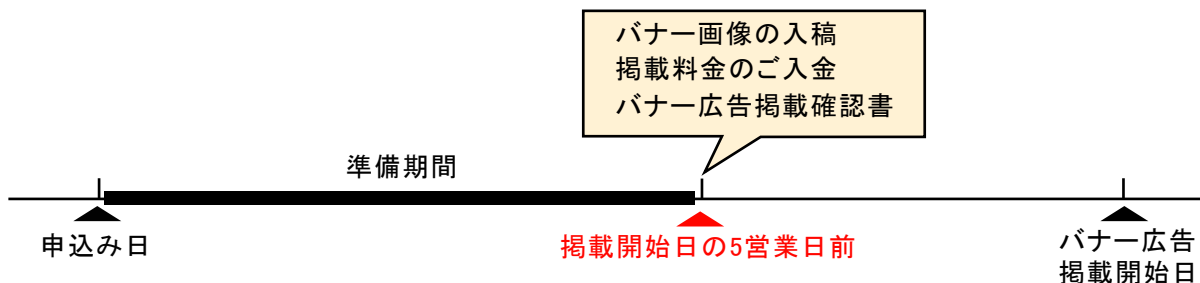 バナー画像の入稿
掲載料金のご入金
バナー広告掲載確認書
準備期間
申込み日
掲載開始日の5営業日前
バナー広告
掲載開始日